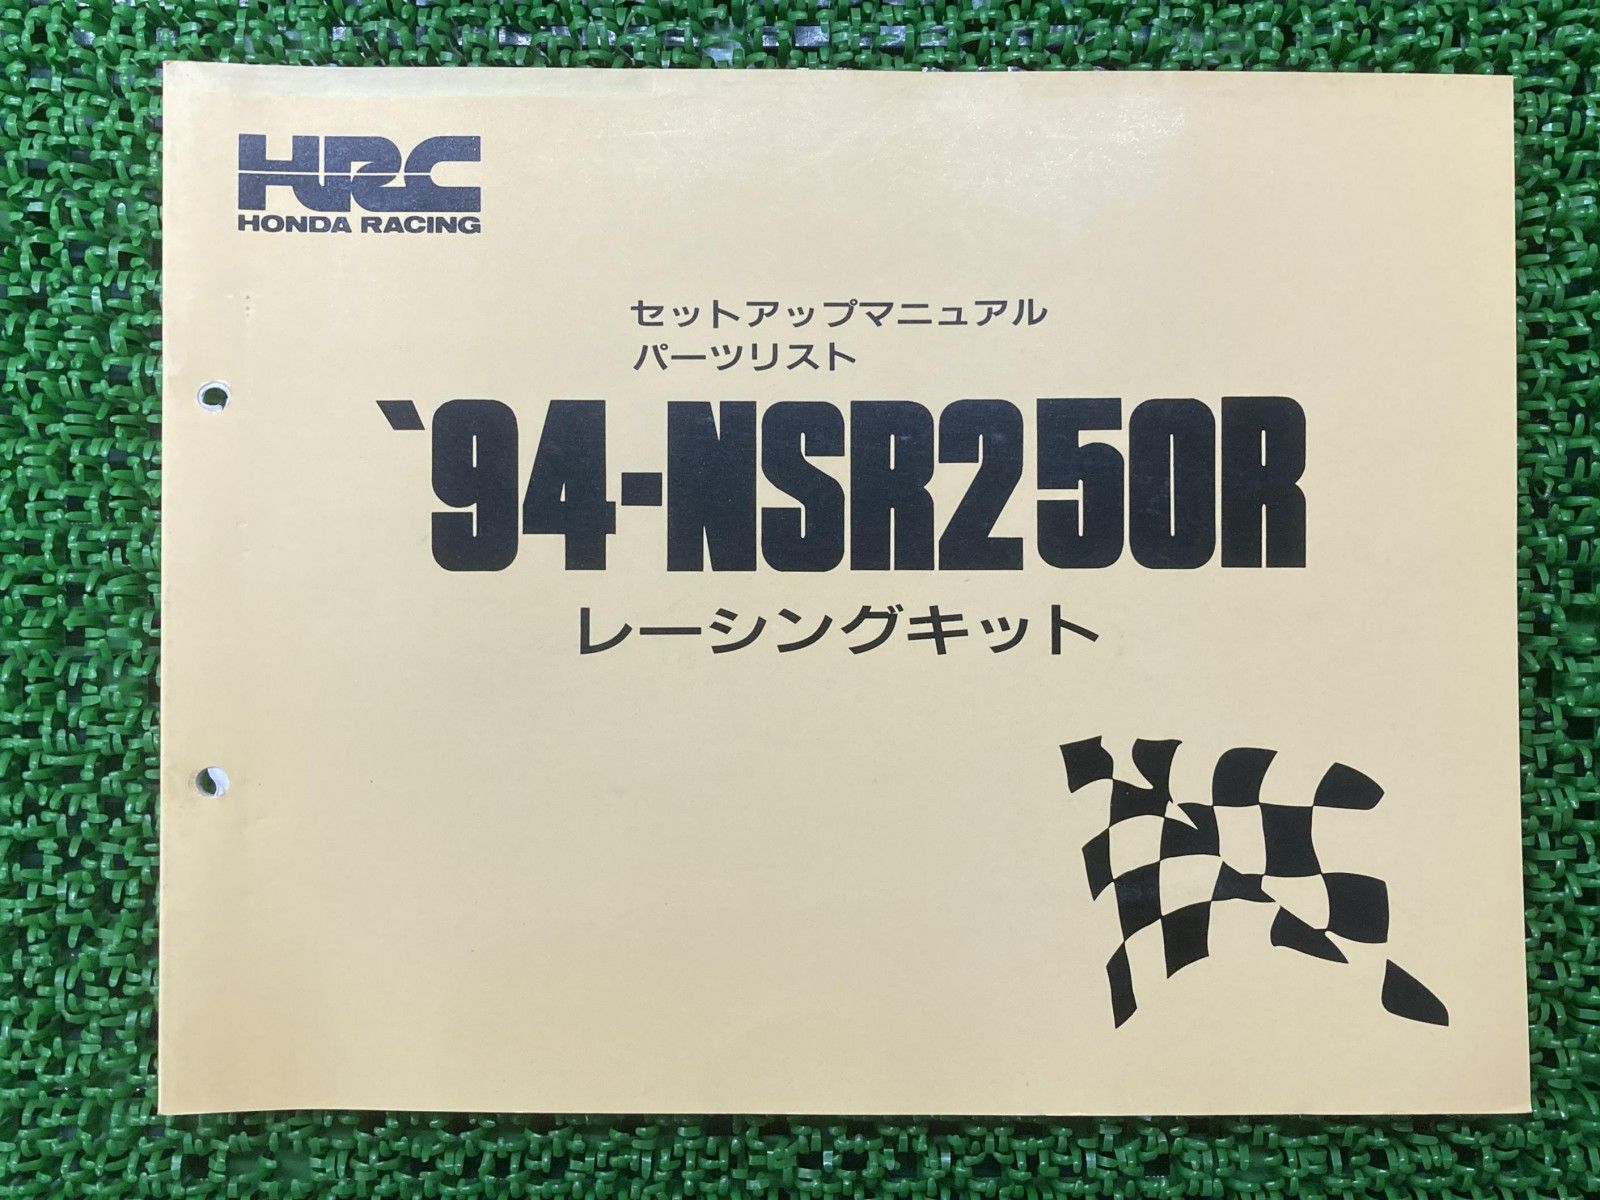 HRC
HONDA RACING
セットアップマニュアル
パーツリスト
'94-NSR250R
レーシングキット